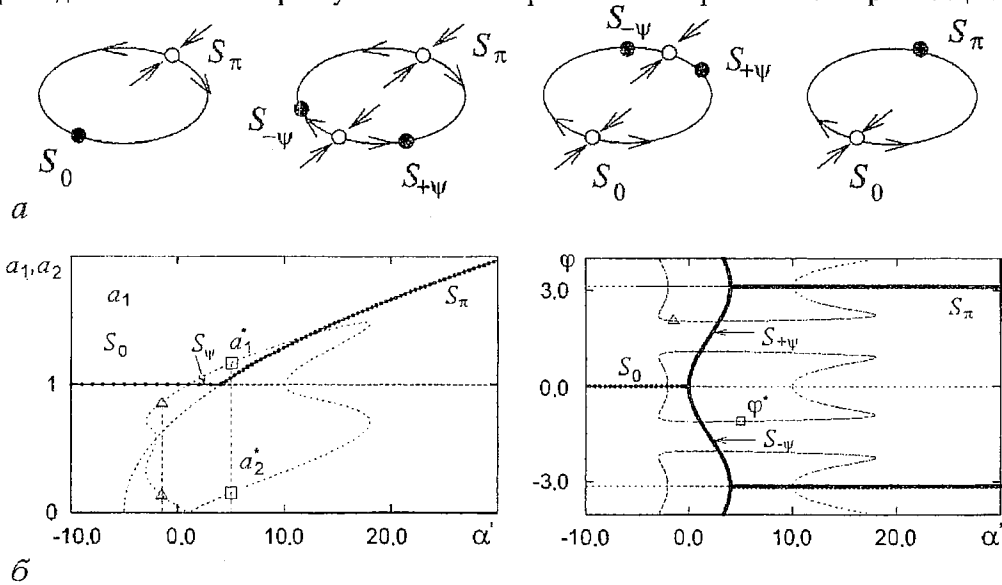 S_π S_0
S_π S_{-ψ} S_{+ψ}
S_{-ψ} S_{+ψ} S_0
S_π S_0
а
a_1, a_2
a_1
S_0 S_ψ a_1^* S_π
1
a_2^*
0
-10.0 0.0 10.0 20.0 α'
φ
3.0 S_π
S_{+ψ}
S_0
0.0
φ^*
S_{-ψ}
-3.0
-10.0 0.0 10.0 20.0 α'
б